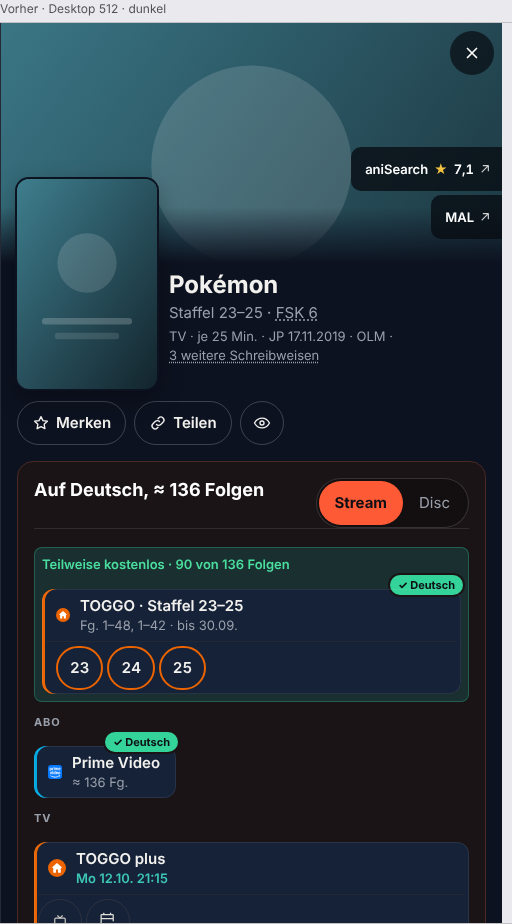 Vorher · Desktop 512 · dunkel
aniSearch ★ 7,1 ↗
MAL ↗
Pokémon
Staffel 23–25 · FSK 6
TV · je 25 Min. · JP 17.11.2019 · OLM ·
3 weitere Schreibweisen
Merken
Teilen
Auf Deutsch, ≈ 136 Folgen
Stream
Disc
Teilweise kostenlos · 90 von 136 Folgen
✓ Deutsch
TOGGO · Staffel 23–25
Fg. 1–48, 1–42 · bis 30.09.
23
24
25
ABO
✓ Deutsch
Prime Video
≈ 136 Fg.
TV
TOGGO plus
Mo 12.10. 21:15